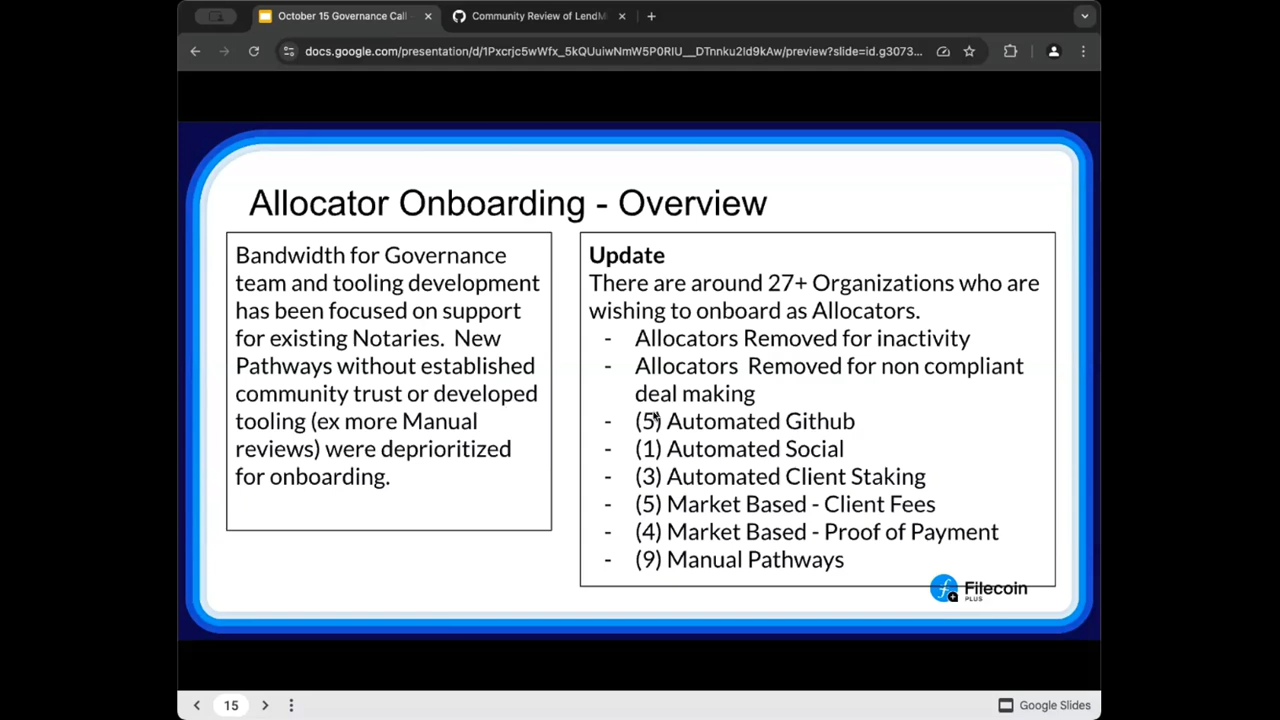 October 15 Governance Call
Community Review of LendM
docs.google.com/presentation/d/1Pxcrjc5wWfx_5kQUuiwNmW5P0RIU__DTnnku2Id9kAw/preview?slide=id.g3073...
Allocator Onboarding - Overview
Bandwidth for Governance
team and tooling development
has been focused on support
for existing Notaries. New
Pathways without established
community trust or developed
tooling (ex more Manual
reviews) were deprioritized
for onboarding.
Update
There are around 27+ Organizations who are
wishing to onboard as Allocators.
- Allocators Removed for inactivity
- Allocators Removed for non compliant
deal making
- (5) Automated Github
- (1) Automated Social
- (3) Automated Client Staking
- (5) Market Based - Client Fees
- (4) Market Based - Proof of Payment
- (9) Manual Pathways
Filecoin
PLUS
15
Google Slides